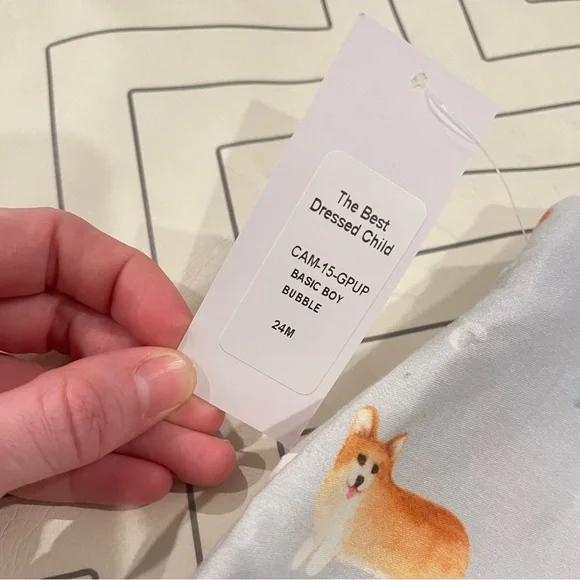 The Best
Dressed Child
CAM-15-GPUP
BASIC BOY
BUBBLE
24M